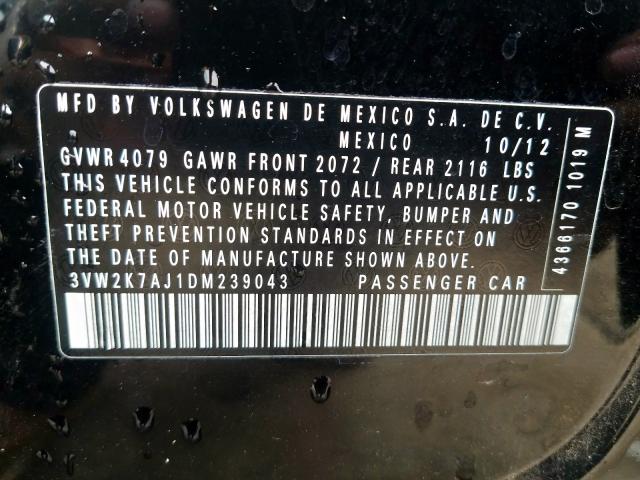 MFD BY VOLKSWAGEN DE MEXICO S.A. DE C.V.
MEXICO 10/12
GVWR 4079 GAWR FRONT 2072 / REAR 2116 LBS
THIS VEHICLE CONFORMS TO ALL APPLICABLE U.S.
FEDERAL MOTOR VEHICLE SAFETY, BUMPER AND
THEFT PREVENTION STANDARDS IN EFFECT ON
THE DATE OF MANUFACTURE SHOWN ABOVE.
3VW2K7AJ1DM239043 PASSENGER CAR
4366170 1019 M